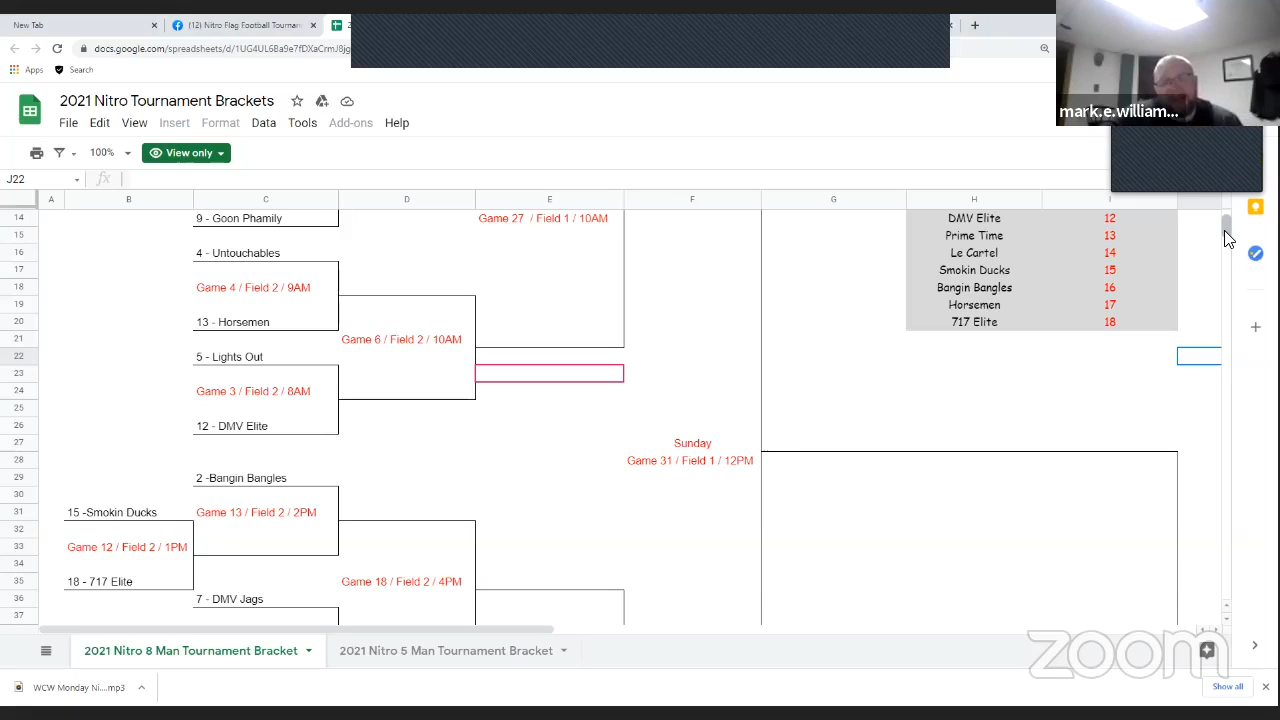 New Tab
(12) Nitro Flag Football Tournam
docs.google.com/spreadsheets/d/1UG4UL6Ba9e7fDXaCrmJ8jg
Apps
Search
2021 Nitro Tournament Brackets
File Edit View Insert Format Data Tools Add-ons Help
mark.e.william...
100%
View only
J22
fx
A B C D E F G H I
14
9 - Goon Phamily
Game 27 / Field 1 / 10AM
DMV Elite 12
15
Prime Time 13
16
4 - Untouchables
Le Cartel 14
17
Smokin Ducks 15
18
Game 4 / Field 2 / 9AM
Bangin Bangles 16
19
Horsemen 17
20
13 - Horsemen
717 Elite 18
21
Game 6 / Field 2 / 10AM
22
5 - Lights Out
23
24
Game 3 / Field 2 / 8AM
25
26
12 - DMV Elite
27
Sunday
28
Game 31 / Field 1 / 12PM
29
2 -Bangin Bangles
30
31
15 -Smokin Ducks
Game 13 / Field 2 / 2PM
32
33
Game 12 / Field 2 / 1PM
34
35
18 - 717 Elite
Game 18 / Field 2 / 4PM
36
7 - DMV Jags
37
2021 Nitro 8 Man Tournament Bracket
2021 Nitro 5 Man Tournament Bracket
zoom
WCW Monday Ni....mp3
Show all